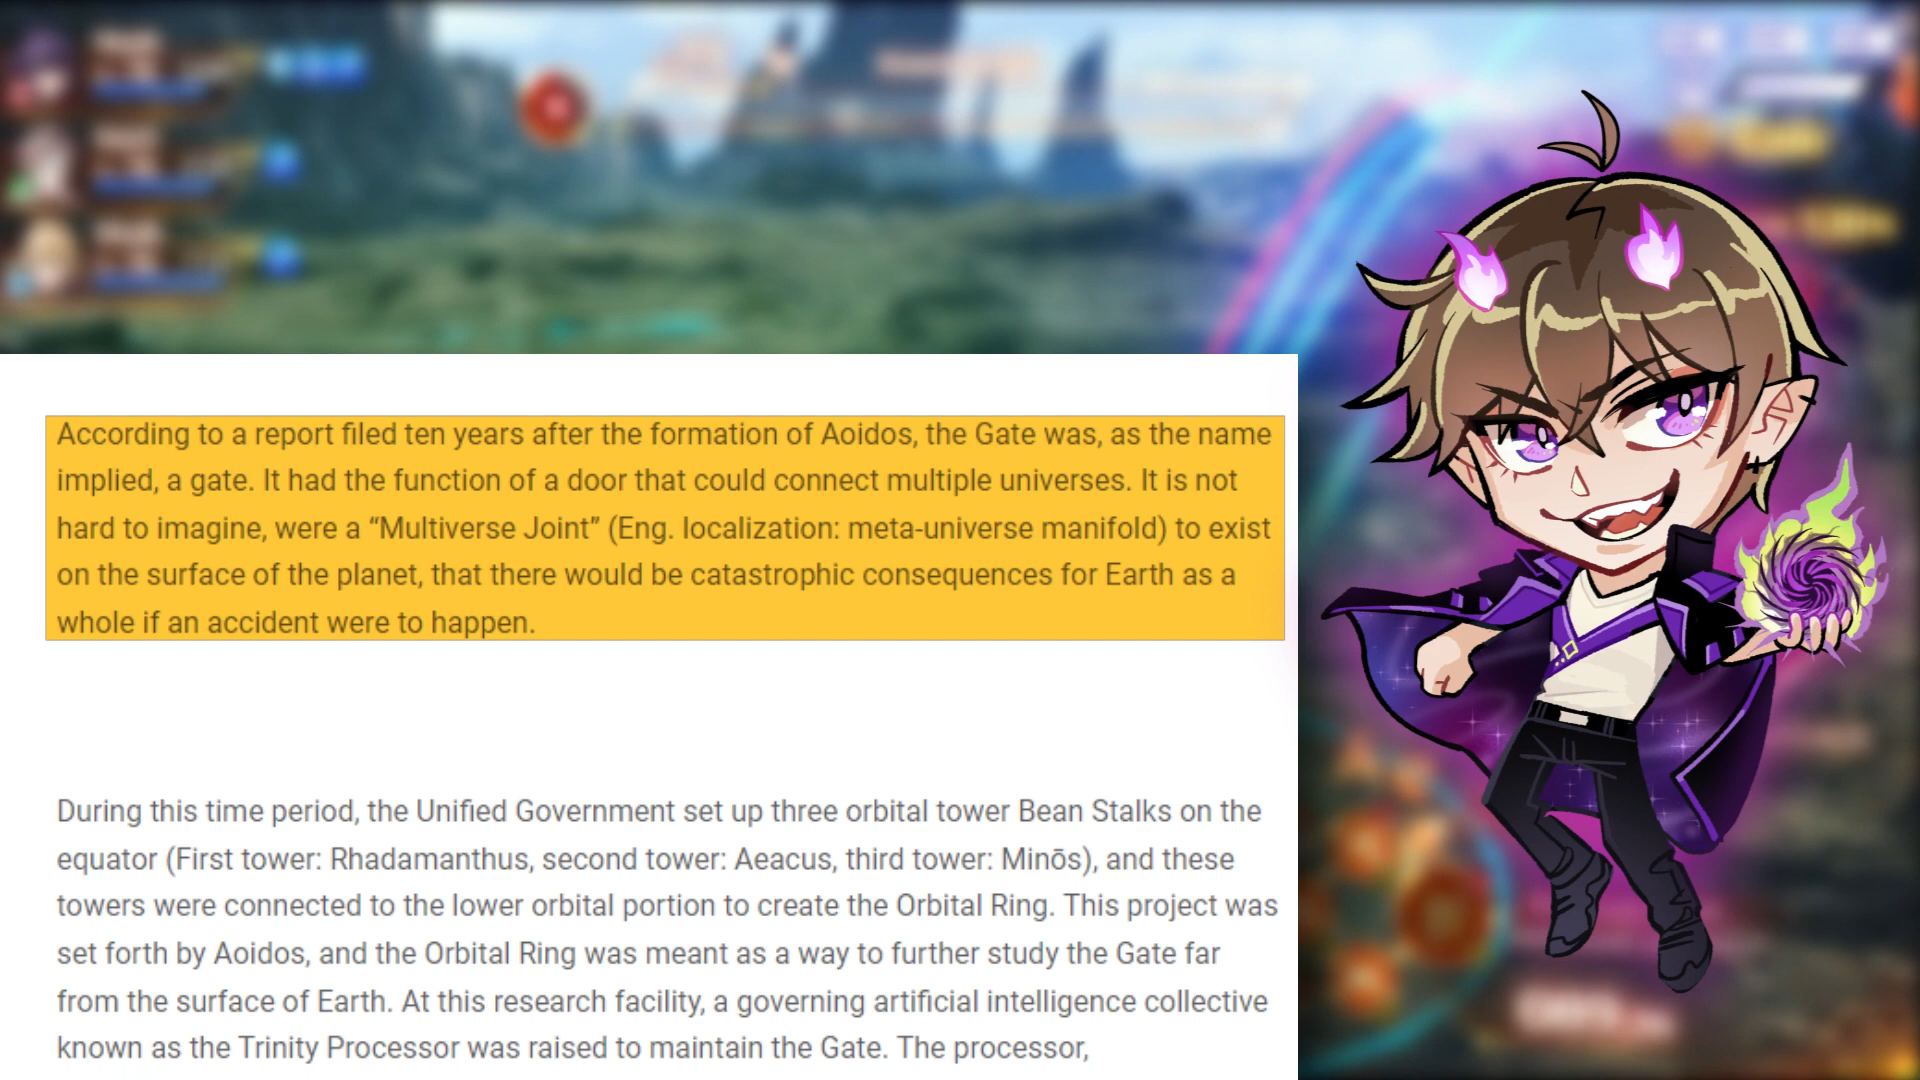 According to a report filed ten years after the formation of Aoidos, the Gate was, as the name
implied, a gate. It had the function of a door that could connect multiple universes. It is not
hard to imagine, were a “Multiverse Joint” (Eng. localization: meta-universe manifold) to exist
on the surface of the planet, that there would be catastrophic consequences for Earth as a
whole if an accident were to happen.
During this time period, the Unified Government set up three orbital tower Bean Stalks on the
equator (First tower: Rhadamanthus, second tower: Aeacus, third tower: Minōs), and these
towers were connected to the lower orbital portion to create the Orbital Ring. This project was
set forth by Aoidos, and the Orbital Ring was meant as a way to further study the Gate far
from the surface of Earth. At this research facility, a governing artificial intelligence collective
known as the Trinity Processor was raised to maintain the Gate. The processor,